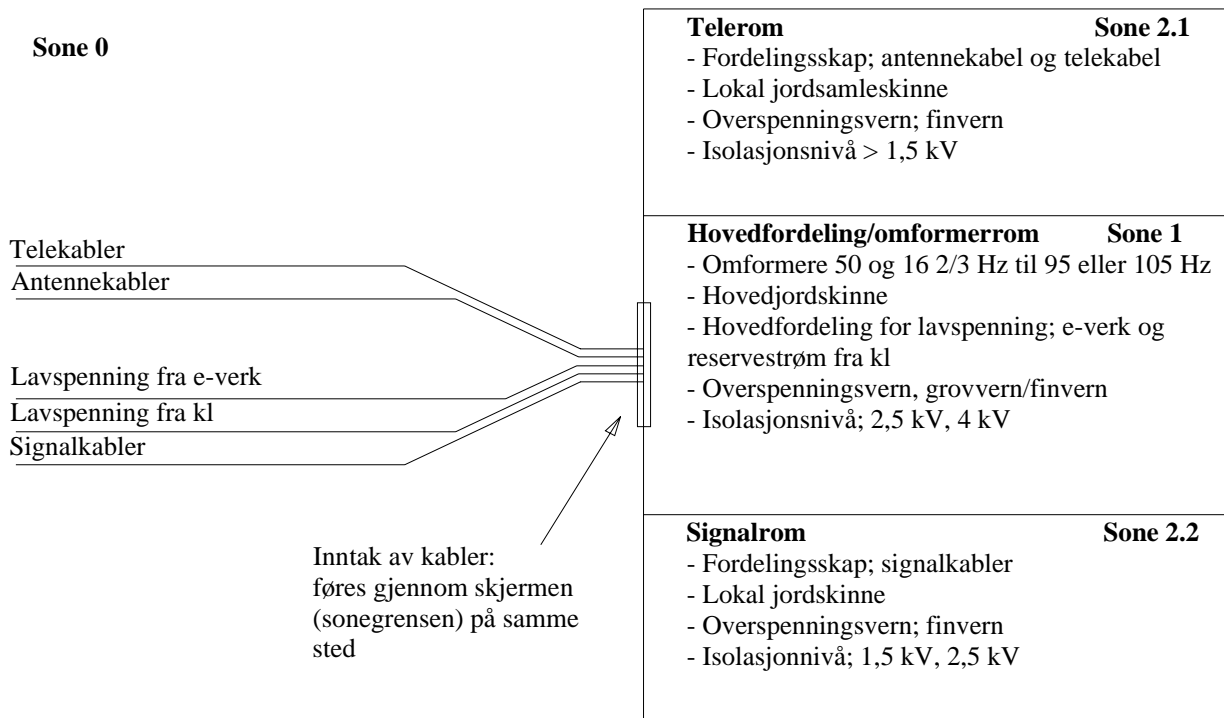 Sone 0
Telekabler
Antennekabler
Lavspenning fra e-verk
Lavspenning fra kl
Signalkabler
Inntak av kabler:
føres gjennom skjermen
(sonegrensen) på samme
sted
Telerom Sone 2.1
- Fordelingsskap; antennekabel og telekabel
- Lokal jordsamleskinne
- Overspenningsvern; finvern
- Isolasjonsnivå > 1,5 kV
Hovedfordeling/omformerrom Sone 1
- Omformere 50 og 16 2/3 Hz til 95 eller 105 Hz
- Hovedjordskinne
- Hovedfordeling for lavspenning; e-verk og
reservestrøm fra kl
- Overspenningsvern, grovvern/finvern
- Isolasjonsnivå; 2,5 kV, 4 kV
Signalrom Sone 2.2
- Fordelingsskap; signalkabler
- Lokal jordskinne
- Overspenningsvern; finvern
- Isolasjonnivå; 1,5 kV, 2,5 kV